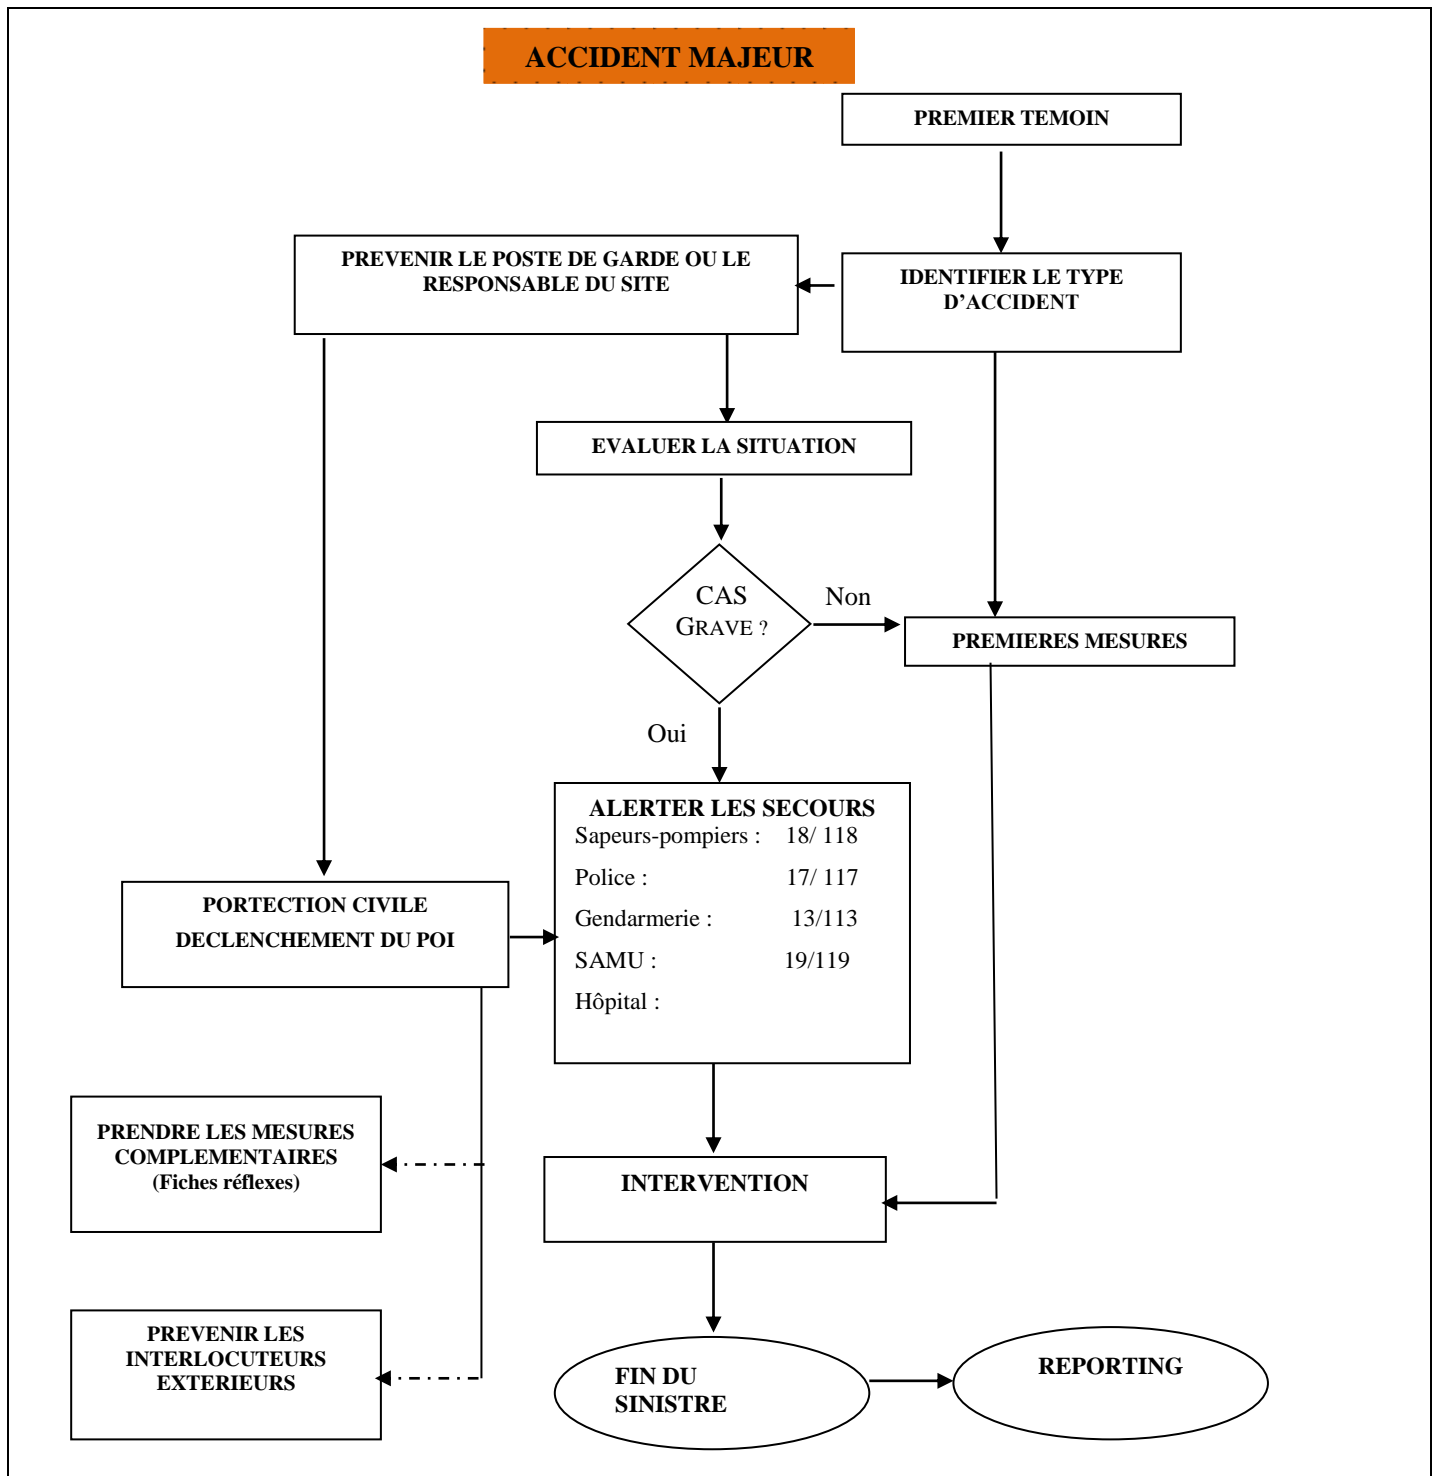 ACCIDENT MAJEUR
PREMIER TEMOIN
PREVENIR LE POSTE DE GARDE OU LE
RESPONSABLE DU SITE
IDENTIFIER LE TYPE
D’ACCIDENT
EVALUER LA SITUATION
CAS
GRAVE ?
Non
PREMIERES MESURES
Oui
ALERTER LES SECOURS
Sapeurs-pompiers : 18/ 118
Police : 17/ 117
Gendarmerie : 13/113
SAMU : 19/119
Hôpital :
PORTECTION CIVILE
DECLENCHEMENT DU POI
PRENDRE LES MESURES
COMPLEMENTAIRES
(Fiches réflexes)
INTERVENTION
PREVENIR LES
INTERLOCUTEURS
EXTERIEURS
FIN DU
SINISTRE
REPORTING